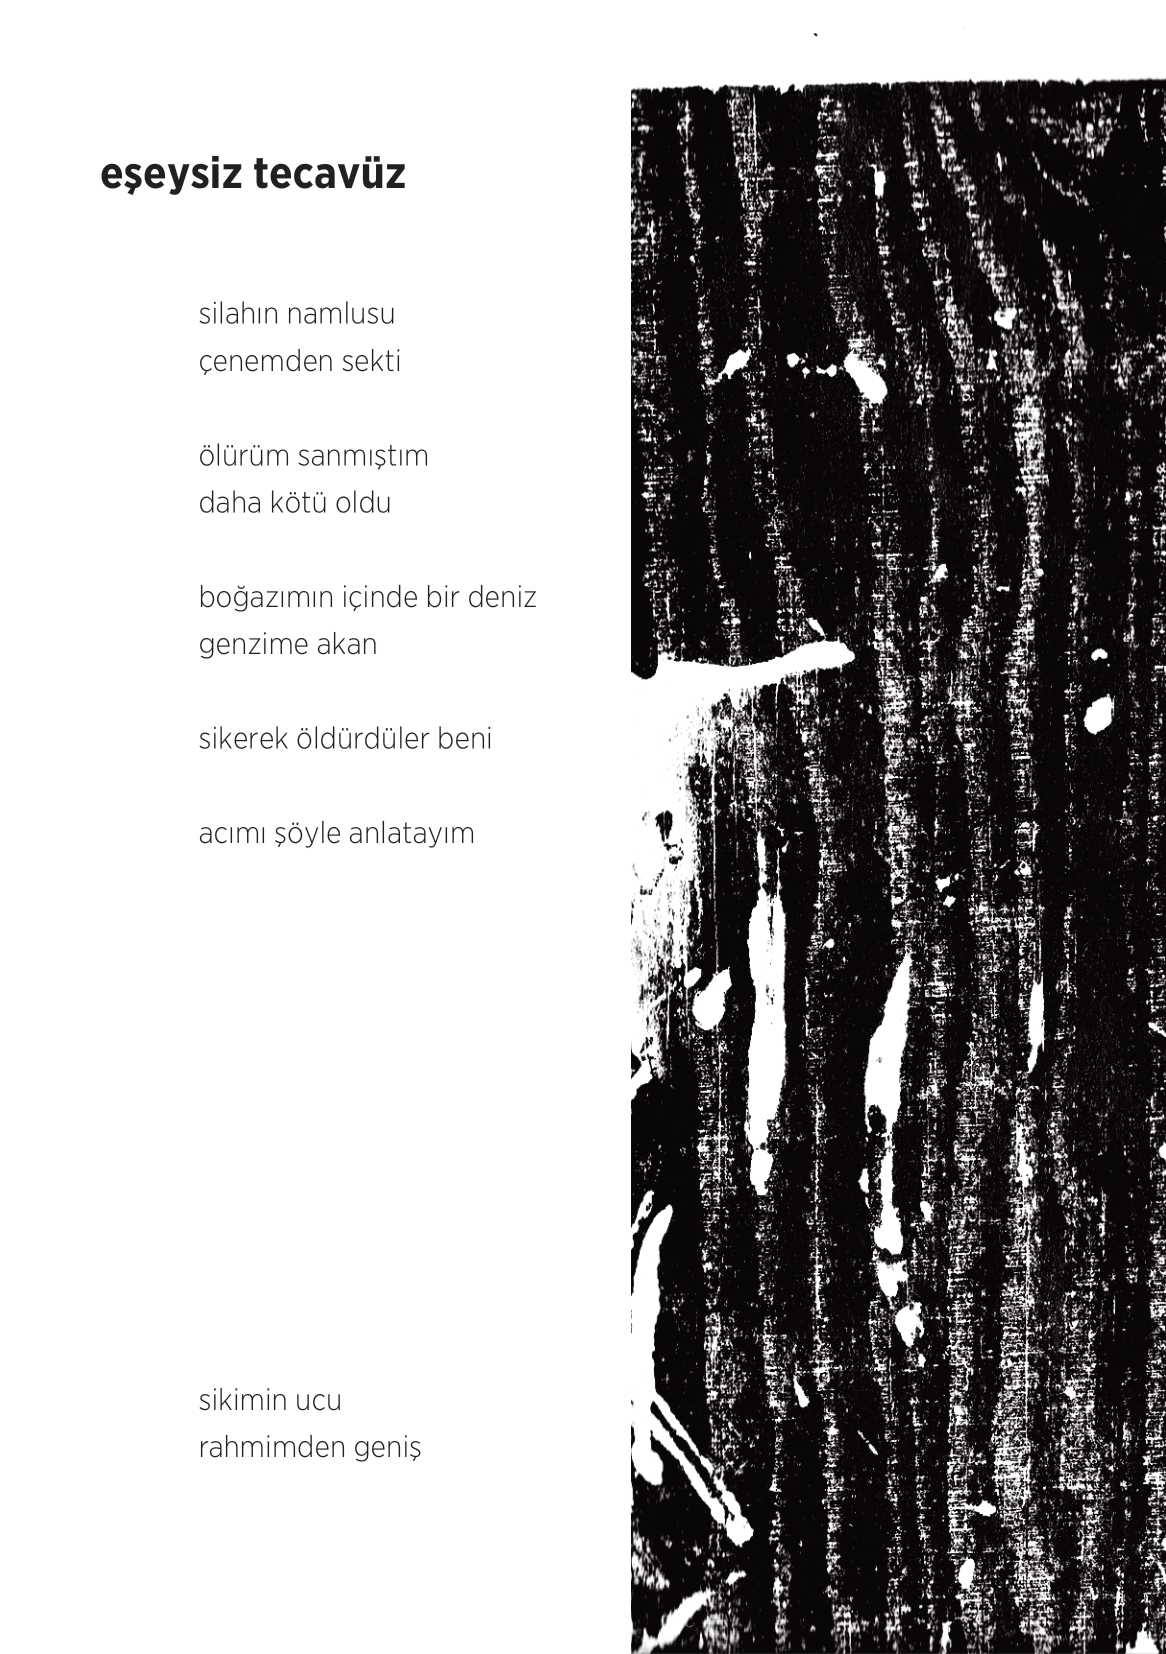 eşeysiz tecavüz
silahın namlusu
çenemden sekti
ölürüm sanmıştım
daha kötü oldu
boğazımın içinde bir deniz
genzime akan
sikerek öldürdüler beni
acımı şöyle anlatayım
sikimin ucu
rahmimden geniş